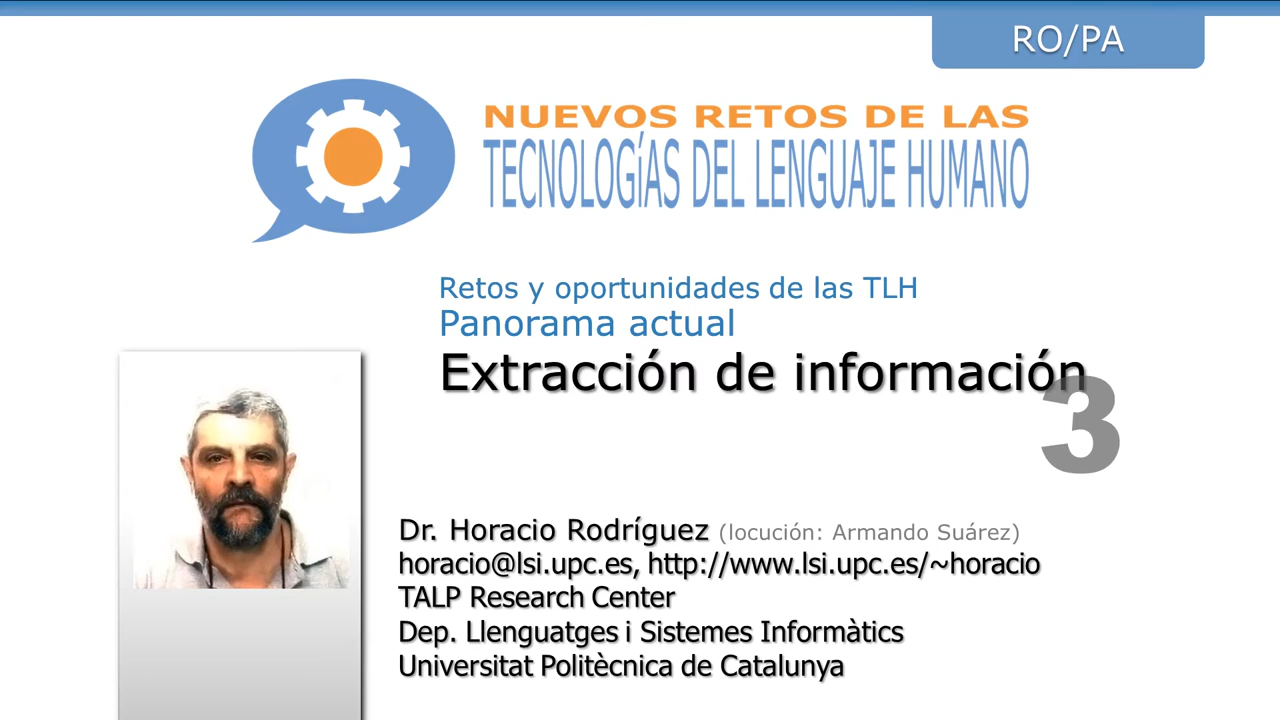 RO/PA
NUEVOS RETOS DE LAS
TECNOLOGíAS DEL LENGUAJE HUMANO
Retos y oportunidades de las TLH
Panorama actual
Extracción de información
3
Dr. Horacio Rodríguez (locución: Armando Suárez)
horacio@lsi.upc.es, http://www.lsi.upc.es/~horacio
TALP Research Center
Dep. Llenguatges i Sistemes Informàtics
Universitat Politècnica de Catalunya